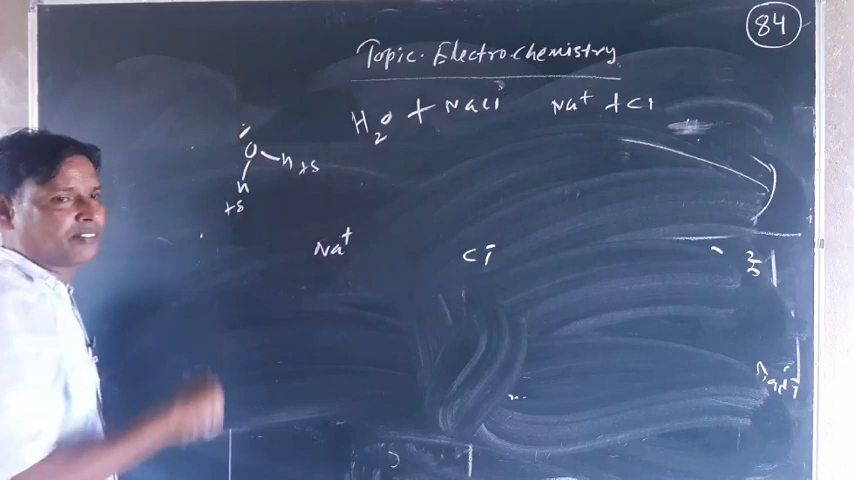 84
Topic. Electrochemistry
H2O + NaCl Na+ + Cl
O
H +δ
H
+δ
Na+ Cl-